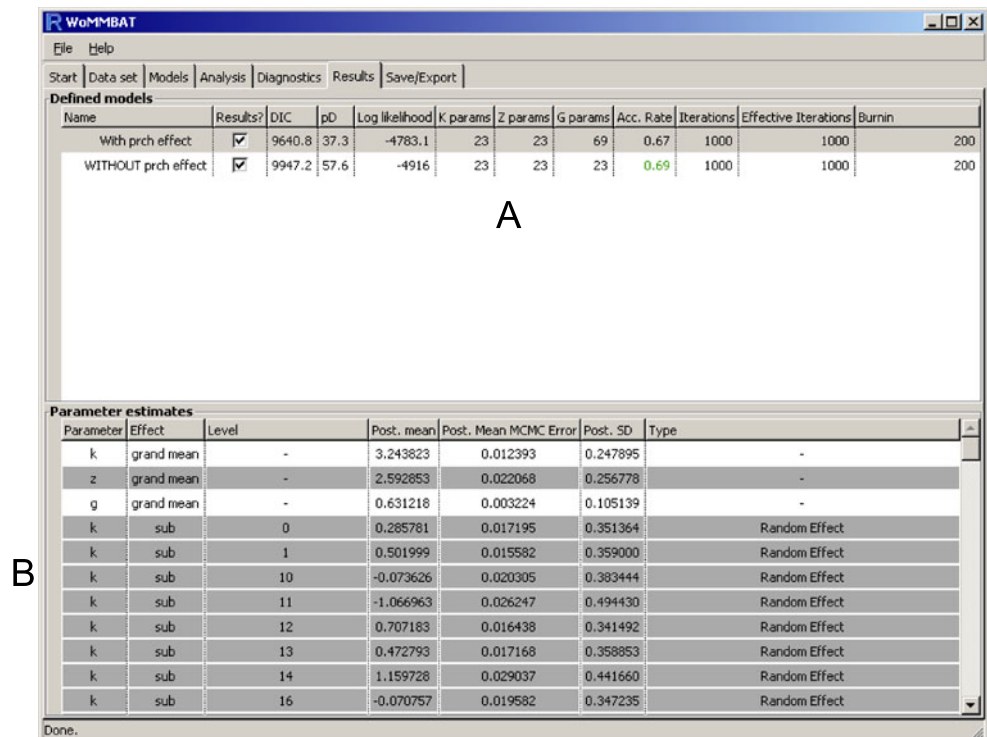 WoMMBAT
File Help
Start Data set Models Analysis Diagnostics Results Save/Export
Defined models
Name Results? DIC pD Log likelihood K params Z params G params Acc. Rate Iterations Effective Iterations Burnin
With prch effect 9640.8 37.3 -4783.1 23 23 69 0.67 1000 1000 200
WITHOUT prch effect 9947.2 57.6 -4916 23 23 23 0.69 1000 1000 200
A
Parameter estimates
Parameter Effect Level Post. mean Post. Mean MCMC Error Post. SD Type
k grand mean - 3.243823 0.012393 0.247895 -
z grand mean - 2.592853 0.022068 0.256778 -
g grand mean - 0.631218 0.003224 0.105139 -
k sub 0 0.285781 0.017195 0.351364 Random Effect
k sub 1 0.501999 0.015582 0.359000 Random Effect
B
k sub 10 -0.073626 0.020305 0.383444 Random Effect
k sub 11 -1.066963 0.026247 0.494430 Random Effect
k sub 12 0.707183 0.016438 0.341492 Random Effect
k sub 13 0.472793 0.017168 0.358853 Random Effect
k sub 14 1.159728 0.029037 0.441660 Random Effect
k sub 16 -0.070757 0.019582 0.347235 Random Effect
Done.